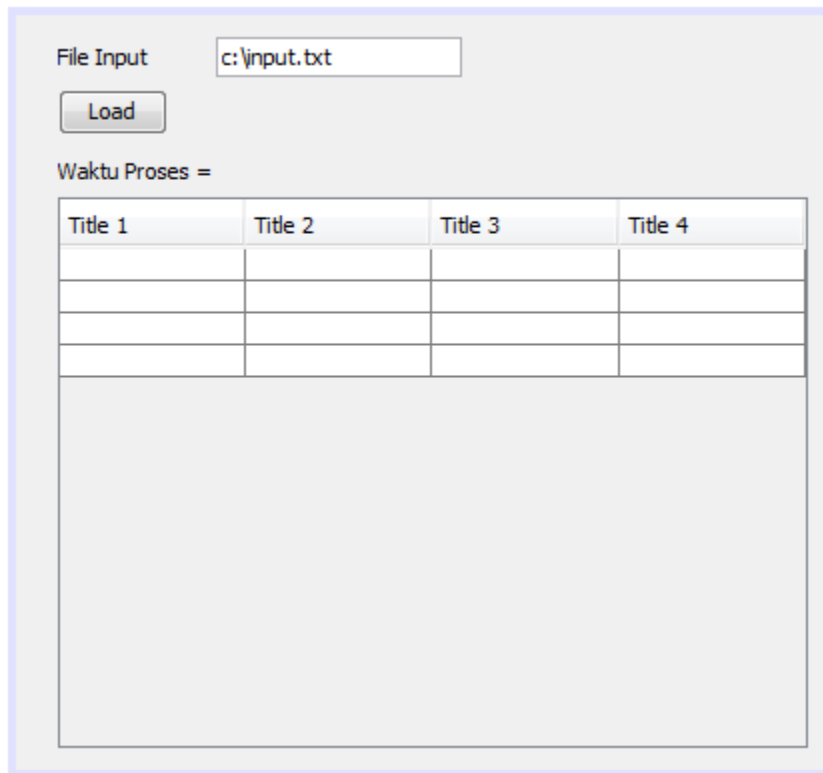 File Input c:\input.txt
Load
Waktu Proses =
Title 1 Title 2 Title 3 Title 4